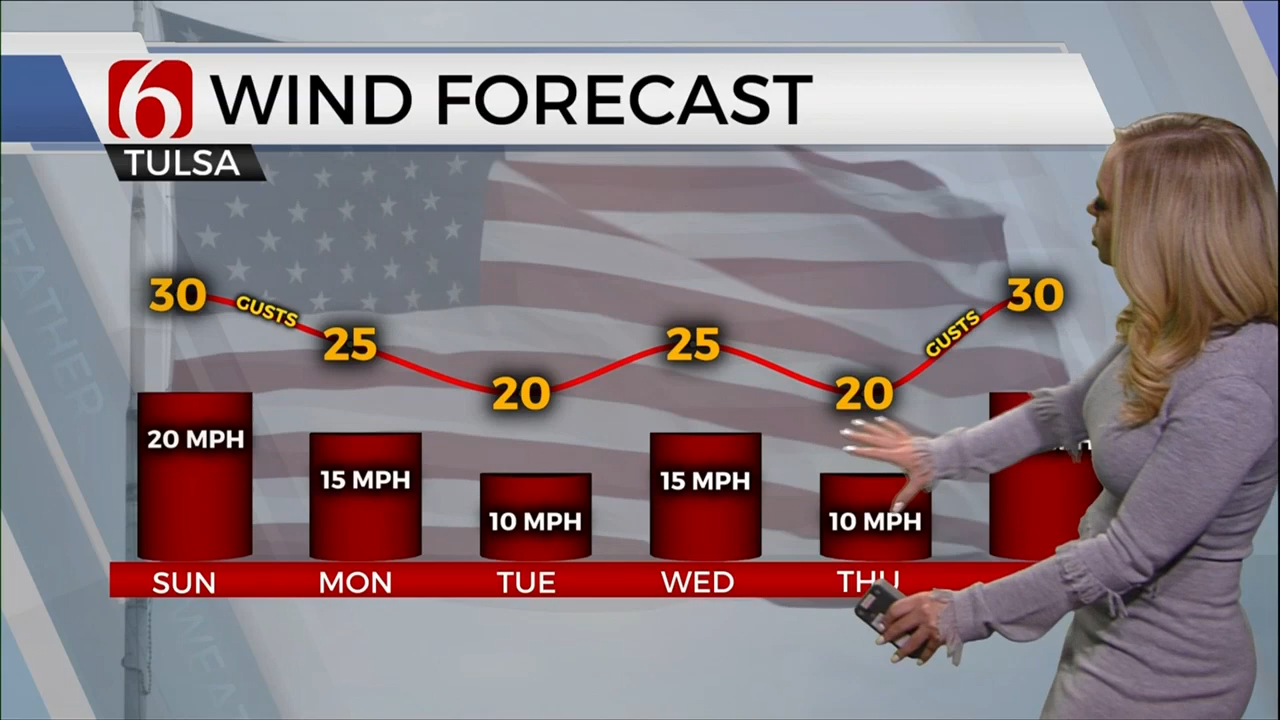 6 WIND FORECAST
TULSA
WEATHER
30 GUSTS 25 20 25 20 GUSTS 30
20 MPH 15 MPH 10 MPH 15 MPH 10 MPH
SUN MON TUE WED THU